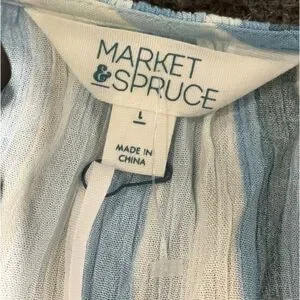 MARKET
&SPRUCE
L
MADE IN
CHINA